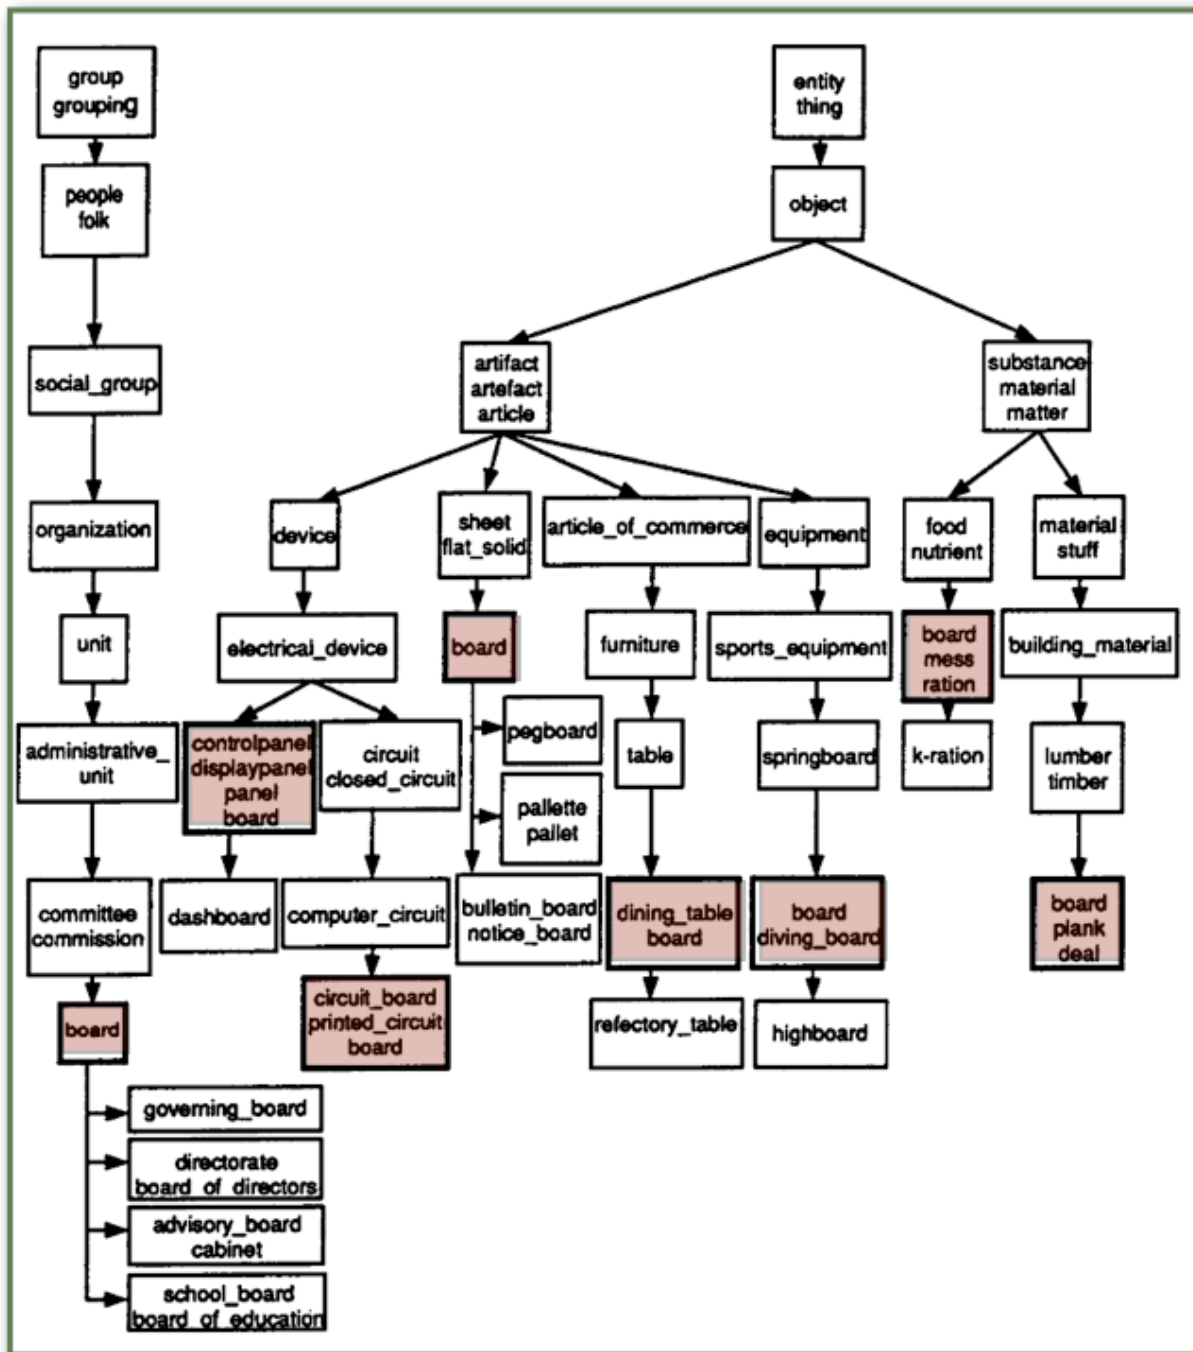 group
grouping
entity
thing
people
folk
object
social_group
artifact
artefact
article
substance
material
matter
organization
device
sheet
flat_solid
article_of_commerce
equipment
food
nutrient
material
stuff
unit
electrical_device
board
furniture
sports_equipment
board
mess
ration
building_material
administrative_
unit
controlpanel
displaypanel
panel
board
circuit
closed_circuit
pegboard
table
springboard
k-ration
lumber
timber
pallette
pallet
committee
commission
dashboard
computer_circuit
bulletin_board
notice_board
dining_table
board
board
diving_board
board
plank
deal
board
circuit_board
printed_circuit
board
refectory_table
highboard
governing_board
directorate
board_of_directors
advisory_board
cabinet
school_board
board_of_education